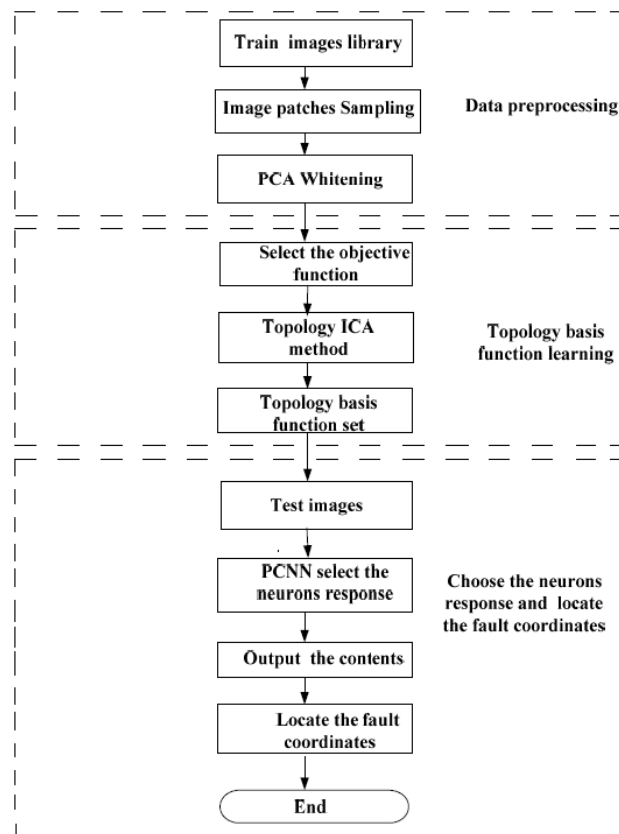 Train images library
Image patches Sampling
Data preprocessing
PCA Whitening
Select the objective
function
Topology ICA
method
Topology basis
function learning
Topology basis
function set
Test images
PCNN select the
neurons response
Choose the neurons
response and locate
the fault coordinates
Output the contents
Locate the fault
coordinates
End